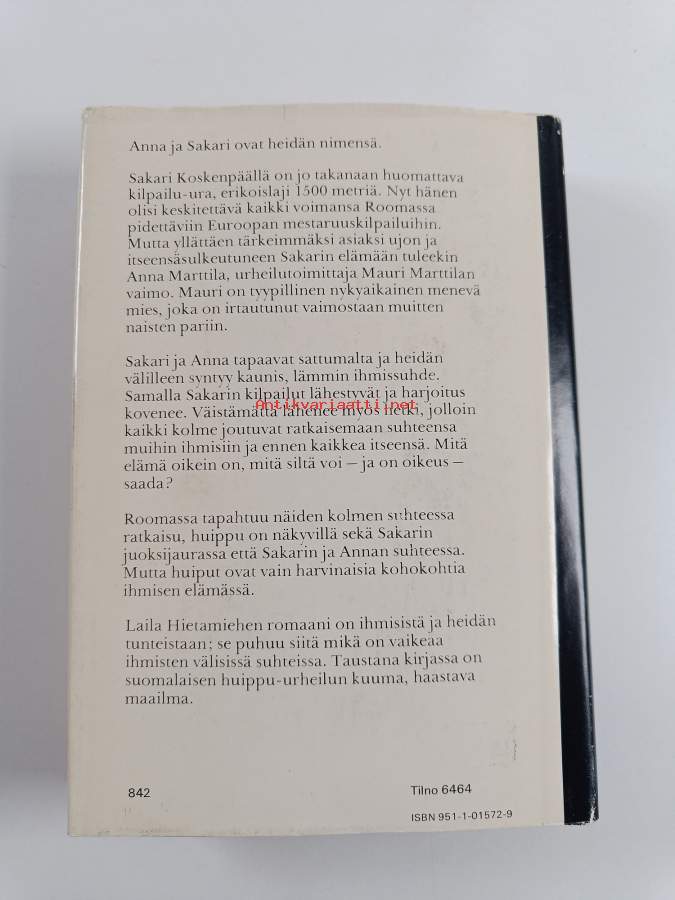 Anna ja Sakari ovat heidän nimensä.
Sakari Koskenpäällä on jo takanaan huomattava
kilpailu-ura, erikoislaji 1500 metriä. Nyt hänen
olisi keskitettävä kaikki voimansa Roomassa
pidettäviin Euroopan mestaruuskilpailuihin.
Mutta yllättäen tärkeimmäksi asiaksi ujon ja
itseensäsulkeutuneen Sakarin elämään tuleekin
Anna Marttila, urheilutoimittaja Mauri Marttilan
vaimo. Mauri on tyypillinen nykyaikainen menevä
mies, joka on irtautunut vaimostaan muitten
naisten pariin.
Sakari ja Anna tapaavat sattumalta ja heidän
välilleen syntyy kaunis, lämmin ihmissuhde.
Samalla Sakarin kilpailut lähestyvät ja harjoitus
Antikvariaatti.net
kovenee. Väistämättä lähenee myös hetki, jolloin
kaikki kolme joutuvat ratkaisemaan suhteensa
muihin ihmisiin ja ennen kaikkea itseensä. Mitä
elämä oikein on, mitä siltä voi – ja on oikeus –
saada?
Roomassa tapahtuu näiden kolmen suhteessa
ratkaisu, huippu on näkyvillä sekä Sakarin
juoksijaurassa että Sakarin ja Annan suhteessa.
Mutta huiput ovat vain harvinaisia kohokohtia
ihmisen elämässä.
Laila Hietamiehen romaani on ihmisistä ja heidän
tunteistaan; se puhuu siitä mikä on vaikeaa
ihmisten välisissä suhteissa. Taustana kirjassa on
suomalaisen huippu-urheilun kuuma, haastava
maailma.
842
Tilno 6464
ISBN 951-1-01572-9